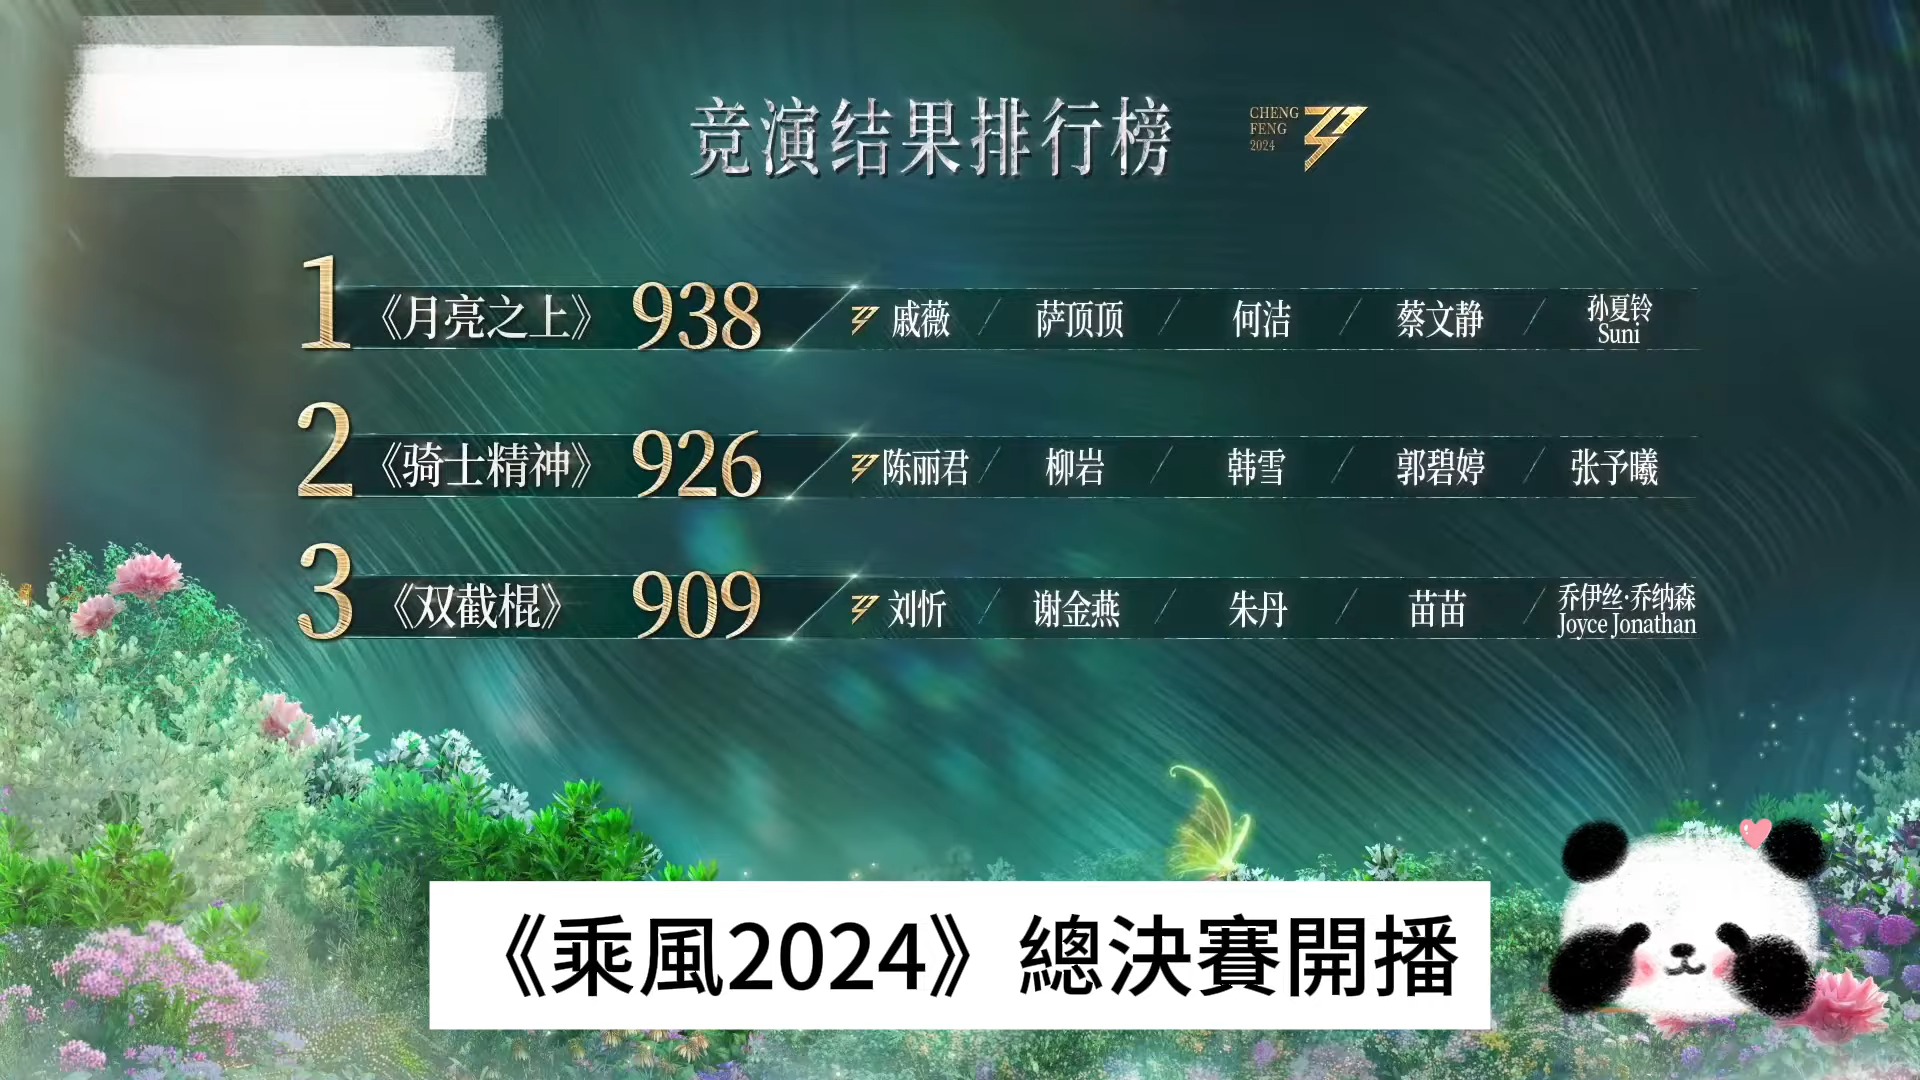 竞演结果排行榜
CHENG
FENG
2024
1 《月亮之上》 938 戚薇 / 萨顶顶 / 何洁 / 蔡文静 / 孙夏铃
Suni
2 《骑士精神》 926 陈丽君 / 柳岩 / 韩雪 / 郭碧婷 / 张予曦
3 《双截棍》 909 刘忻 / 谢金燕 / 朱丹 / 苗苗 / 乔伊丝·乔纳森
Joyce Jonathan
《乘風2024》總決賽開播